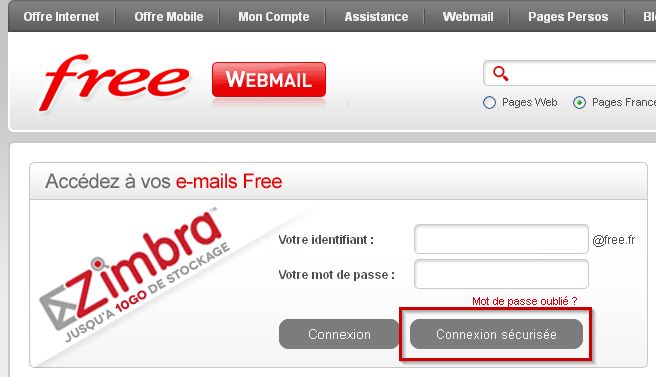 Offre Internet Offre Mobile Mon Compte Assistance Webmail Pages Persos
free WEBMAIL
Pages Web Pages France
Accédez à vos e-mails Free
Zimbra
JUSQU'A 10GO DE STOCKAGE
Votre identifiant : @free.fr
Votre mot de passe :
Mot de passe oublié ?
Connexion Connexion sécurisée